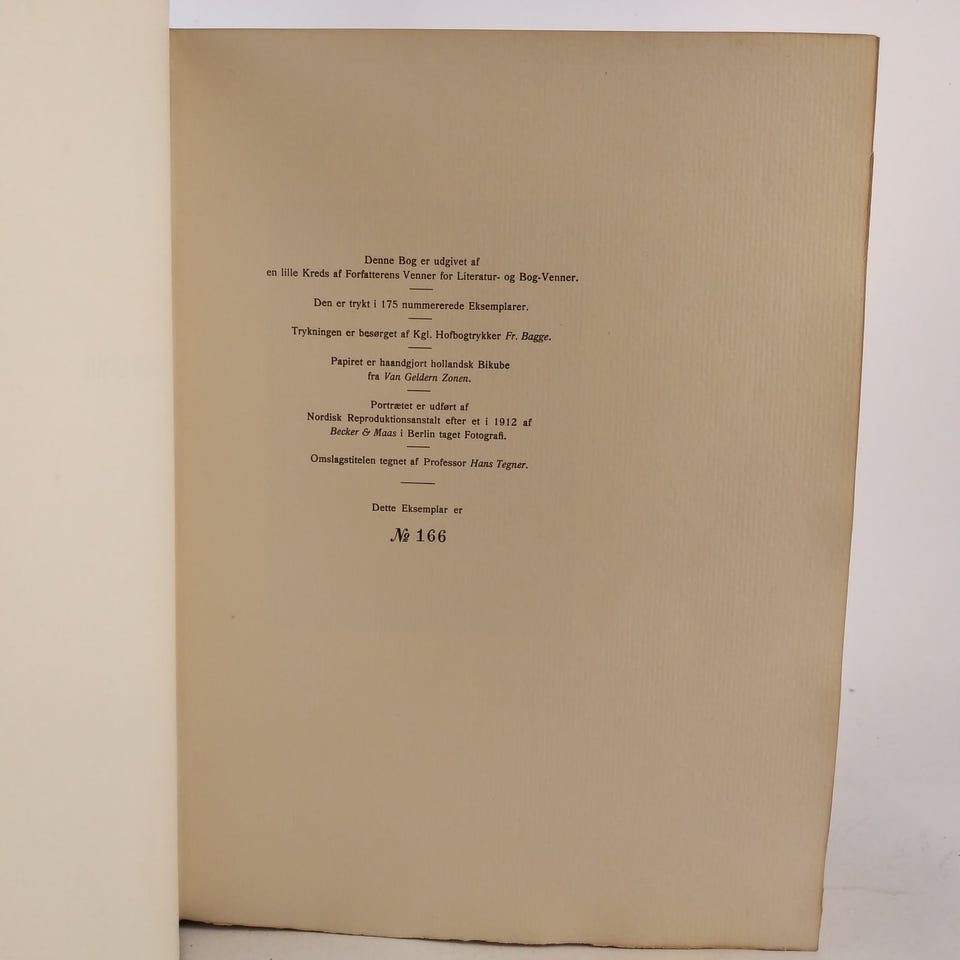 Denne Bog er udgivet af
en lille Kreds af Forfatterens Venner for Literatur- og Bog-Venner.
Den er trykt i 175 nummererede Eksemplarer.
Trykningen er besørget af Kgl. Hofbogtrykker Fr. Bagge.
Papiret er haandgjort hollandsk Bikube
fra Van Geldern Zonen.
Portrætet er udført af
Nordisk Reproduktionsanstalt efter et i 1912 af
Becker & Maas i Berlin taget Fotografi.
Omslagstitelen tegnet af Professor Hans Tegner.
Dette Eksemplar er
№ 166